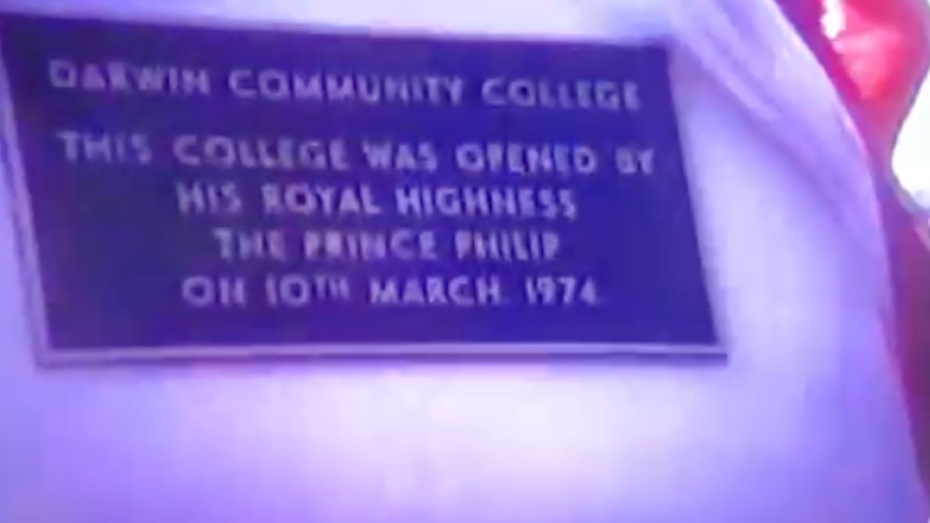 DARWIN COMMUNITY COLLEGE
THIS COLLEGE WAS OPENED BY
HIS ROYAL HIGHNESS
THE PRINCE PHILIP
ON 10TH MARCH. 1974